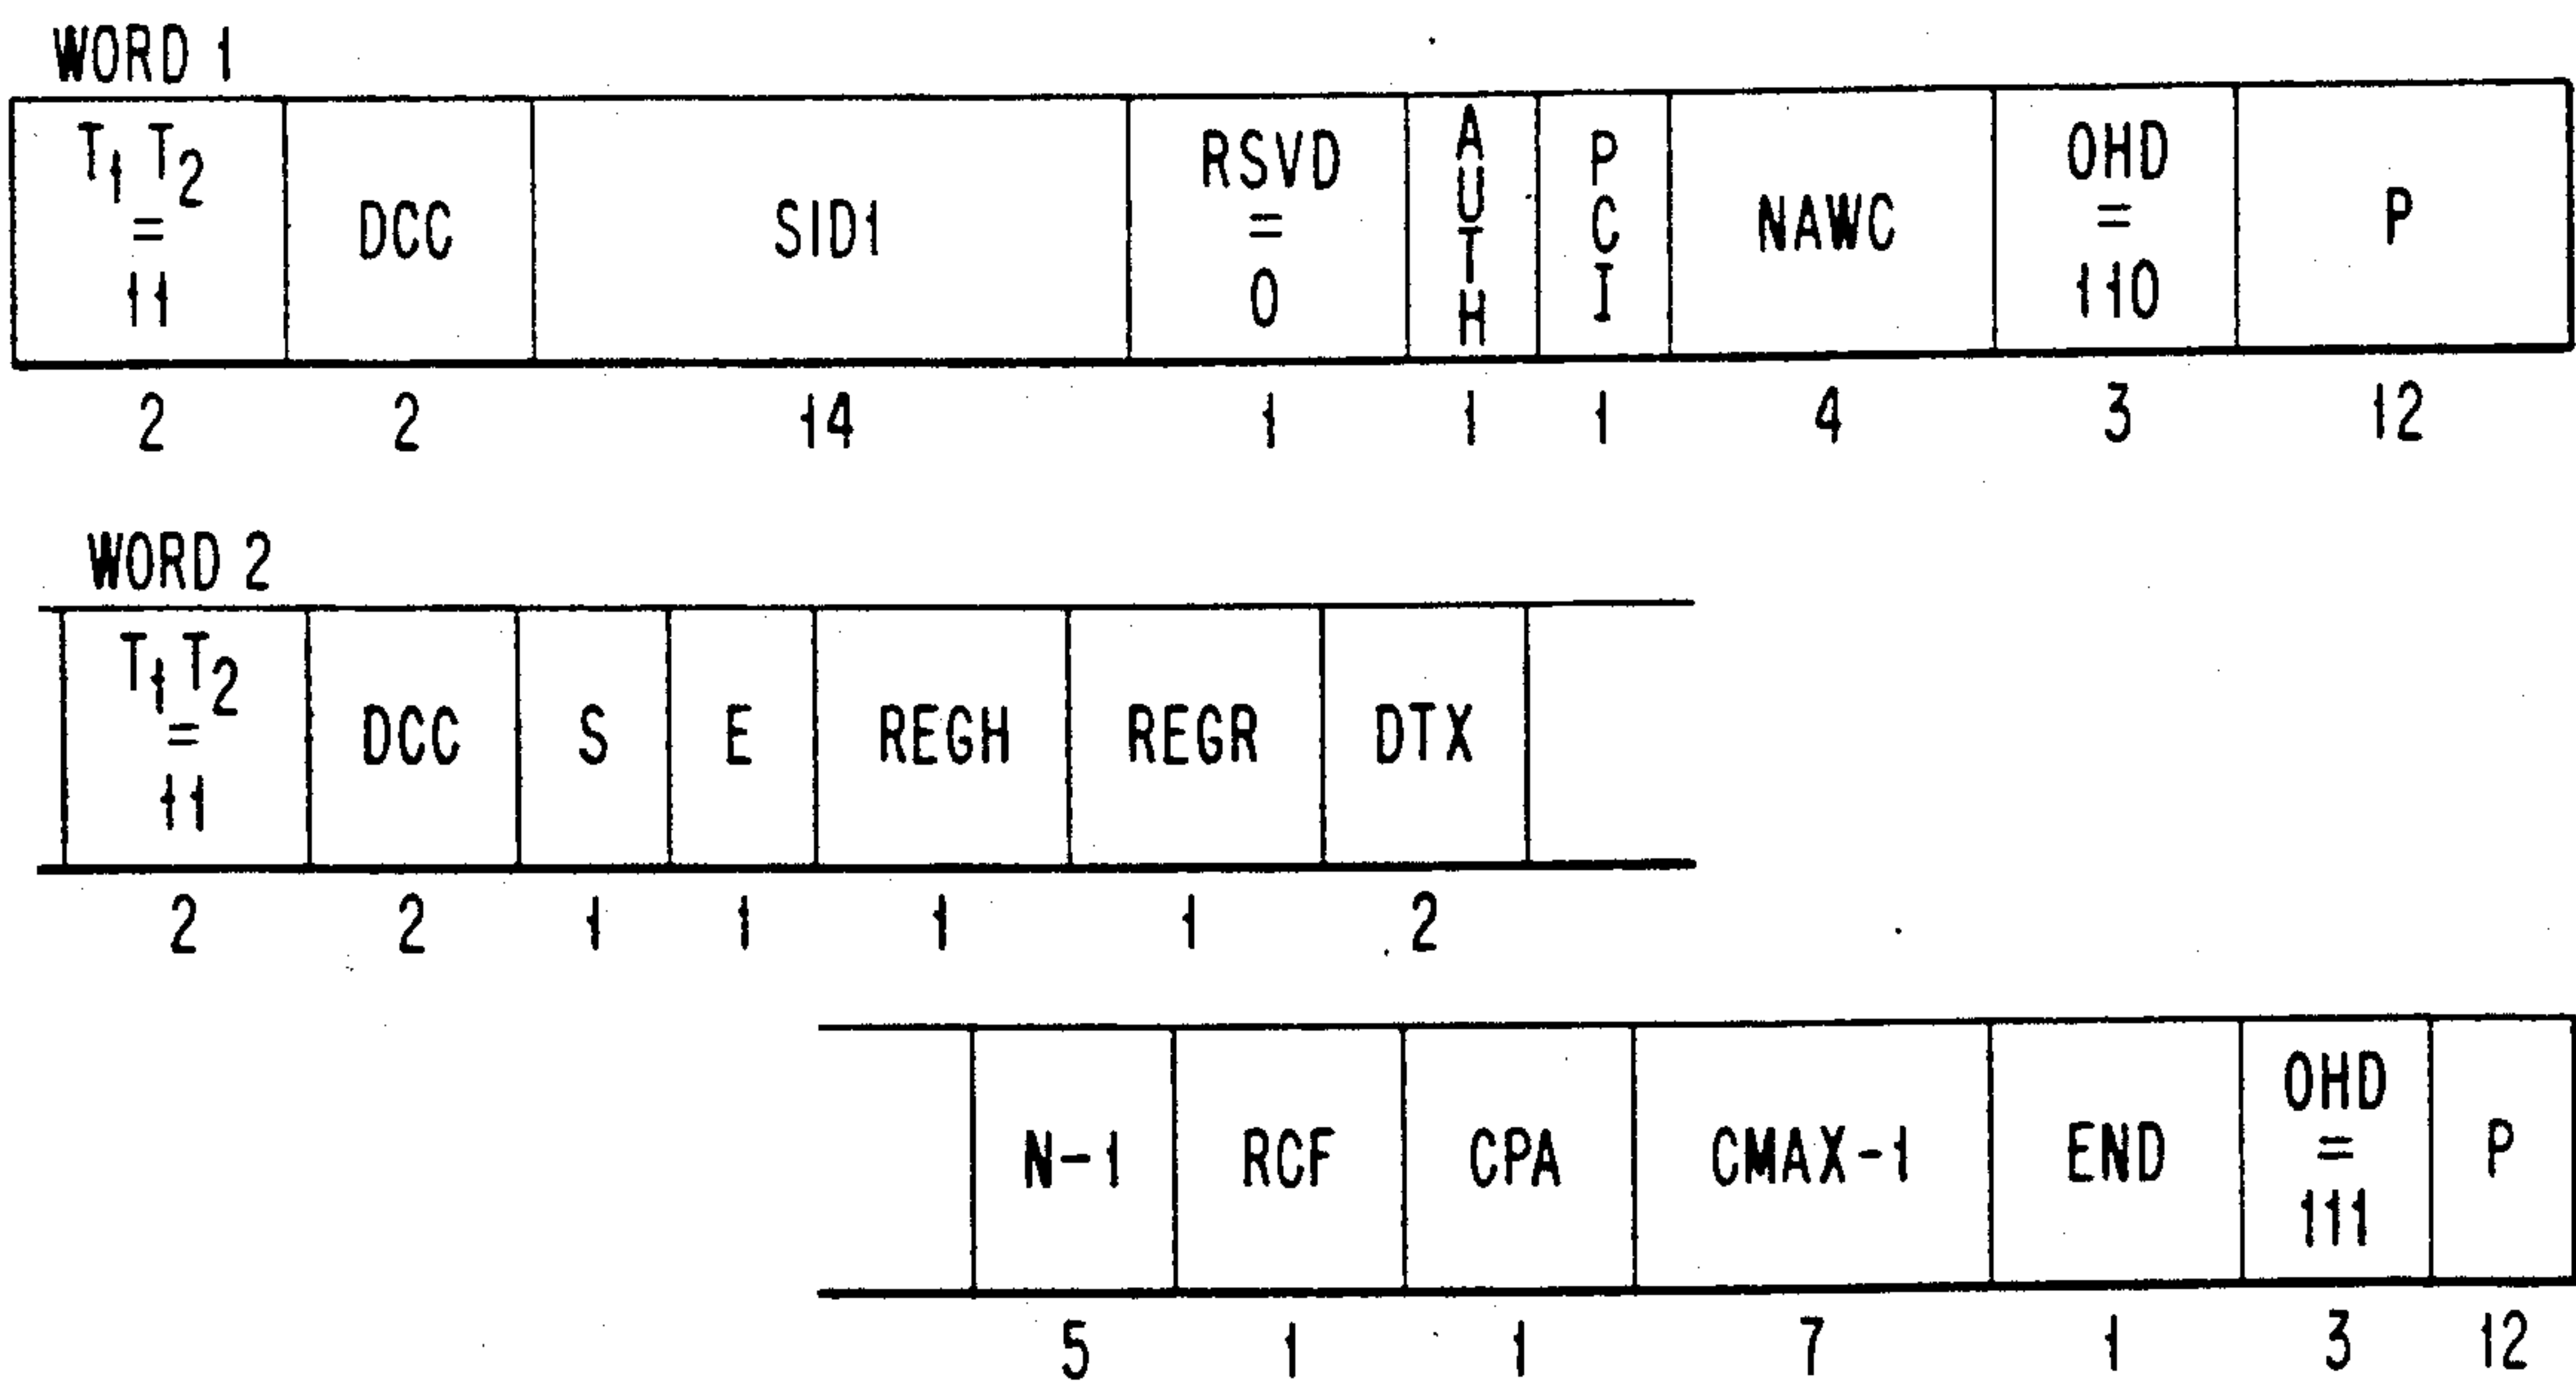 WORD 1
T1 T2 = 11 DCC SID1 RSVD = 0 AUTH PCI NAWC OHD = 110 P
2 2 14 1 1 1 4 3 12
WORD 2
T1 T2 = 11 DCC S E REGH REGR DTX
2 2 1 1 1 1 2
N-1 RCF CPA CMAX-1 END OHD = 111 P
5 1 1 7 1 3 12